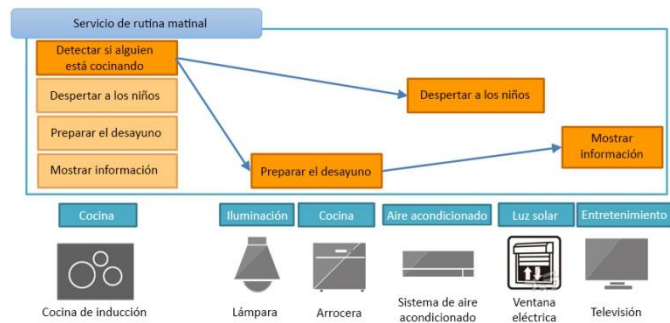 Servicio de rutina matinal
Detectar si alguien
está cocinando
Despertar a los niños
Preparar el desayuno
Mostrar información
Despertar a los niños
Preparar el desayuno
Mostrar
información
Cocina
Iluminación
Cocina
Aire acondicionado
Luz solar
Entretenimiento
Cocina de inducción
Lámpara
Arrocera
Sistema de aire
acondicionado
Ventana
eléctrica
Televisión